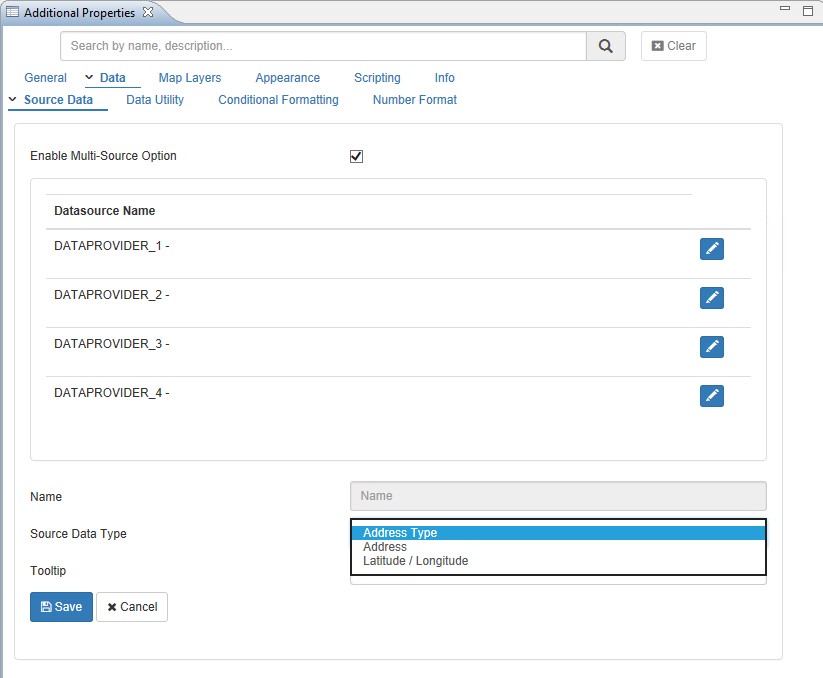 Additional Properties
Search by name, description...
Clear
General Data Map Layers Appearance Scripting Info
Source Data Data Utility Conditional Formatting Number Format
Enable Multi-Source Option
Datasource Name
DATAPROVIDER_1 -
DATAPROVIDER_2 -
DATAPROVIDER_3 -
DATAPROVIDER_4 -
Name Name
Source Data Type Address Type
Address
Latitude / Longitude
Tooltip
Save Cancel